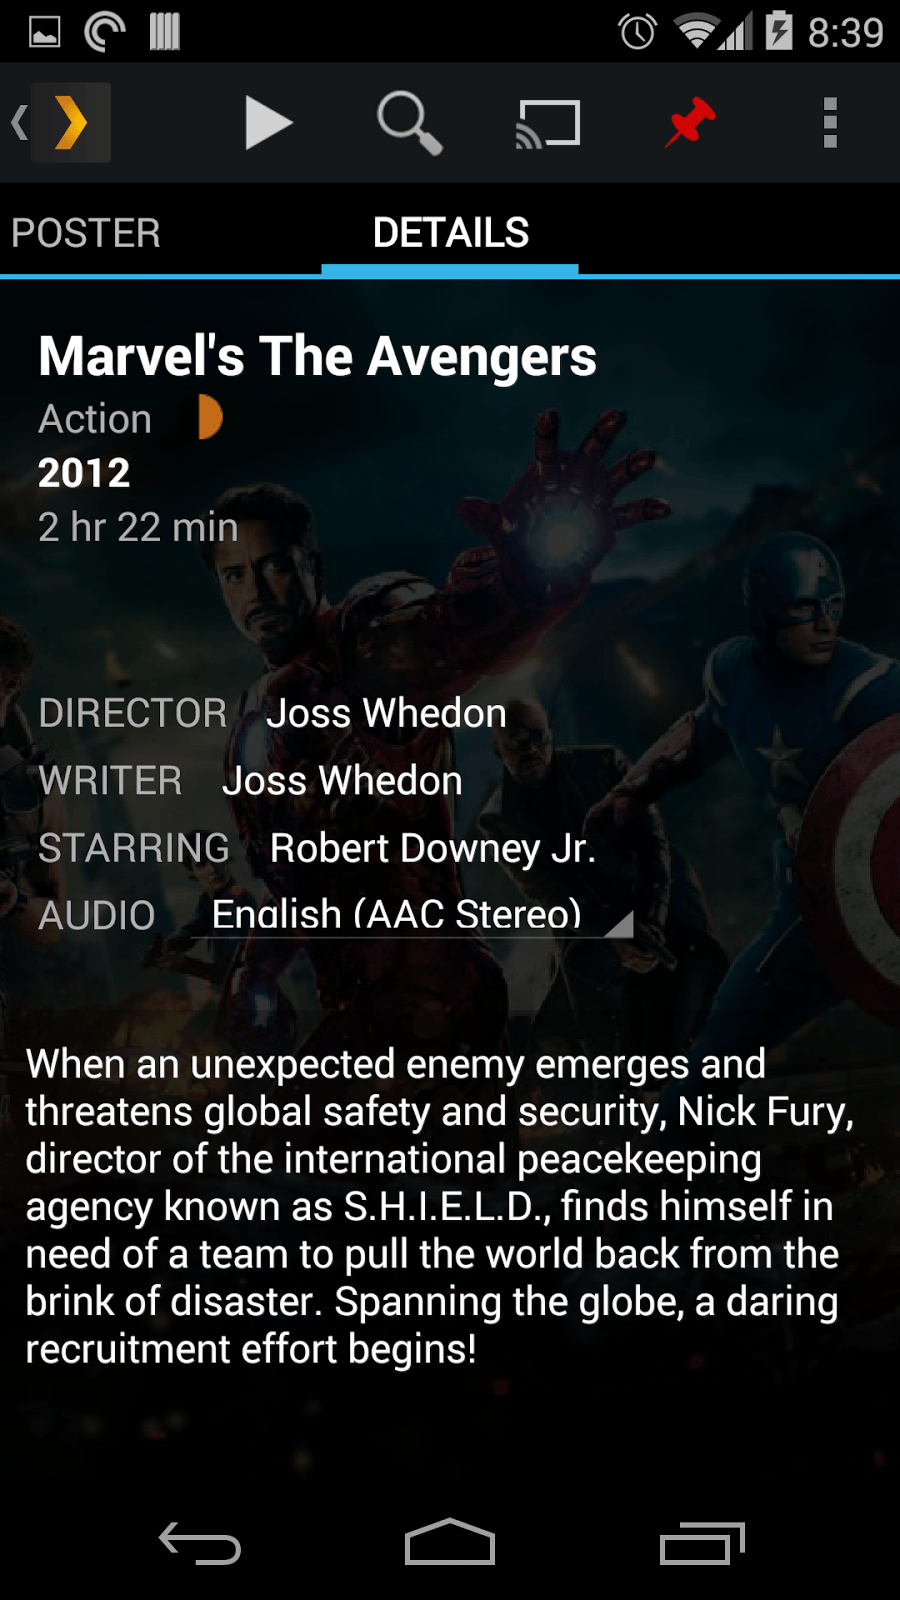 8:39
POSTER
DETAILS
Marvel's The Avengers
Action
2012
2 hr 22 min
DIRECTOR Joss Whedon
WRITER Joss Whedon
STARRING Robert Downey Jr.
AUDIO English (AAC Stereo)
When an unexpected enemy emerges and
threatens global safety and security, Nick Fury,
director of the international peacekeeping
agency known as S.H.I.E.L.D., finds himself in
need of a team to pull the world back from the
brink of disaster. Spanning the globe, a daring
recruitment effort begins!